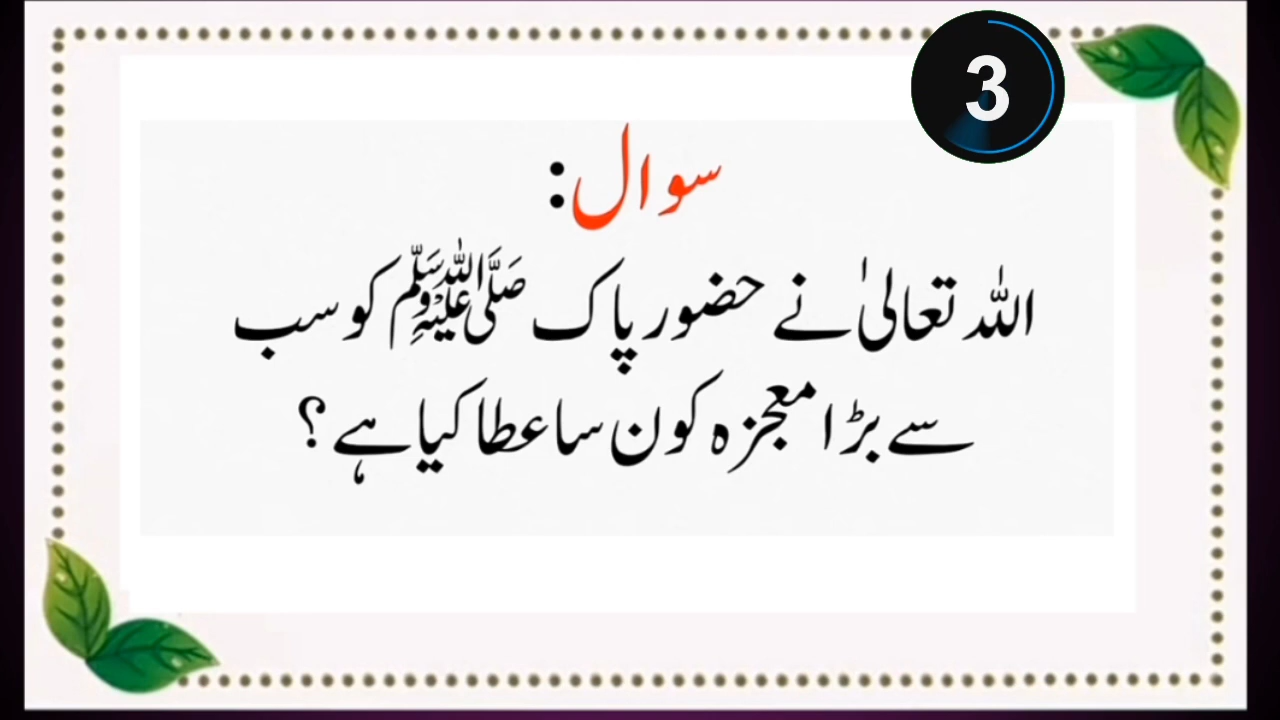 3
سوال:
اللہ تعالیٰ نے حضور پاک ﷺ کو سب
سے بڑا معجزہ کون سا عطا کیا ہے؟